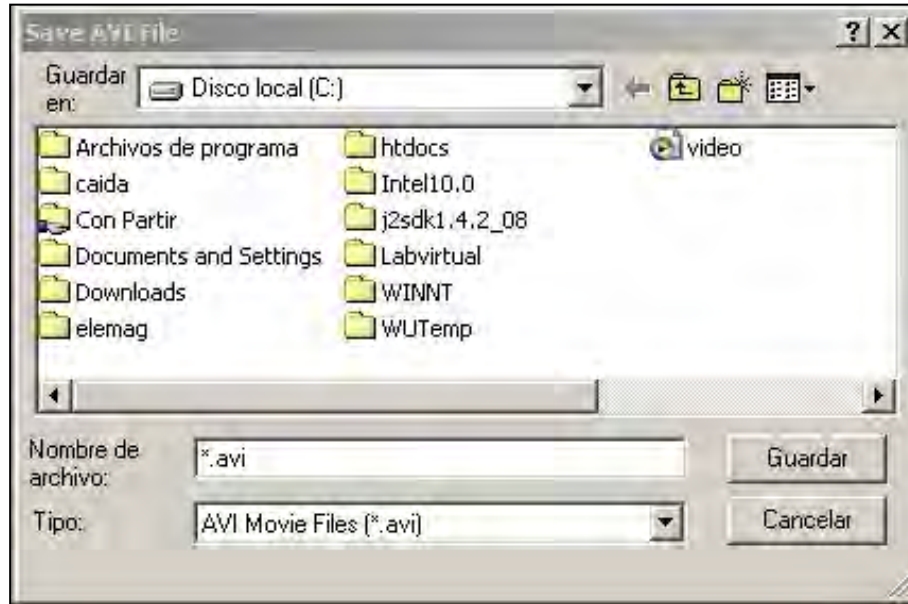 Save AVI File
Guardar en: Disco local (C:)
Archivos de programa
caida
Con Partir
Documents and Settings
Downloads
elemag
htdocs
Intel10.0
j2sdk1.4.2_08
Labvirtual
WINNT
WUTemp
video
Nombre de archivo: *.avi
Guardar
Tipo: AVI Movie Files (*.avi)
Cancelar